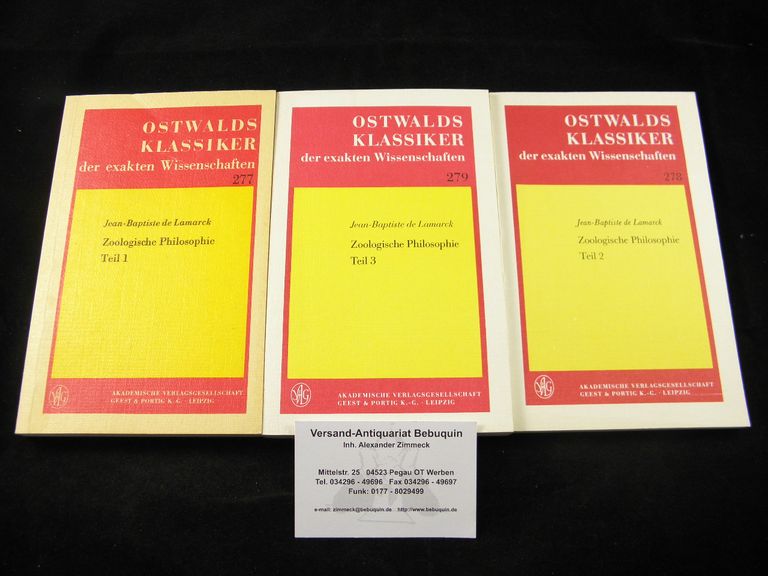 OSTWALDS
KLASSIKER
der exakten Wissenschaften
277
Jean-Baptiste de Lamarck
Zoologische Philosophie
Teil 1
AKADEMISCHE VERLAGSGESELLSCHAFT
GEEST & PORTIG K.-G. · LEIPZIG
OSTWALDS
KLASSIKER
der exakten Wissenschaften
279
Jean-Baptiste de Lamarck
Zoologische Philosophie
Teil 3
AKADEMISCHE VERLAGSGESELLSCHAFT
GEEST & PORTIG K.-G. · LEIPZIG
OSTWALDS
KLASSIKER
der exakten Wissenschaften
278
Jean-Baptiste de Lamarck
Zoologische Philosophie
Teil 2
AKADEMISCHE VERLAGSGESELLSCHAFT
GEEST & PORTIG K.-G. · LEIPZIG
Versand-Antiquariat Bebuquin
Inh. Alexander Zimmeck
Mittelstr. 25 04523 Pegau OT Werben
Tel. 034296 - 49696 Fax 034296 - 49697
Funk: 0177 - 8029499
e-mail: zimmeck@bebuquin.de http://www.bebuquin.de